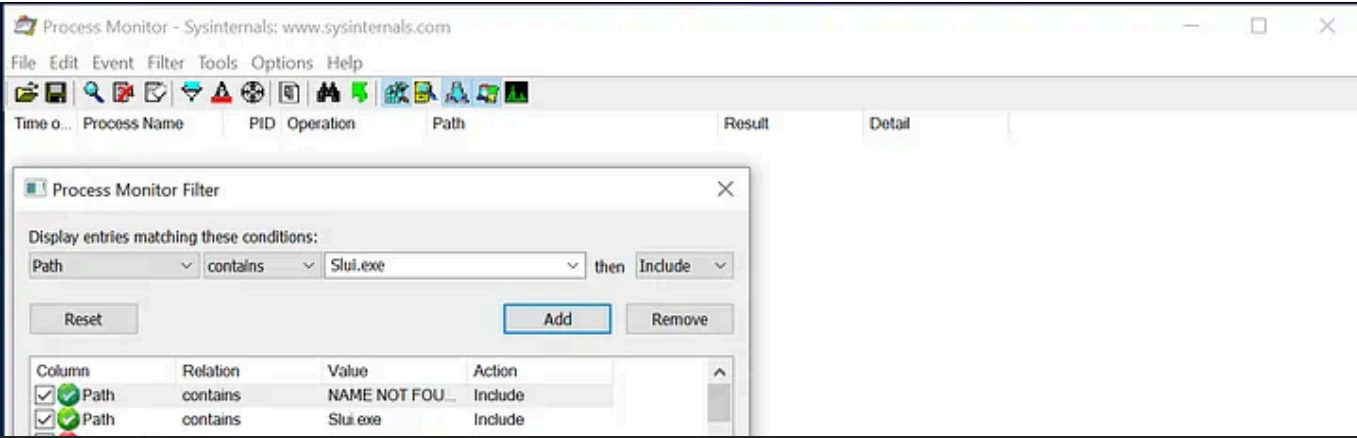 Process Monitor - Sysinternals: www.sysinternals.com
File Edit Event Filter Tools Options Help
Time o... Process Name PID Operation Path Result Detail
Process Monitor Filter
Display entries matching these conditions:
Path contains Slui.exe then Include
Reset Add Remove
Column Relation Value Action
Path contains NAME NOT FOU... Include
Path contains Slui.exe Include